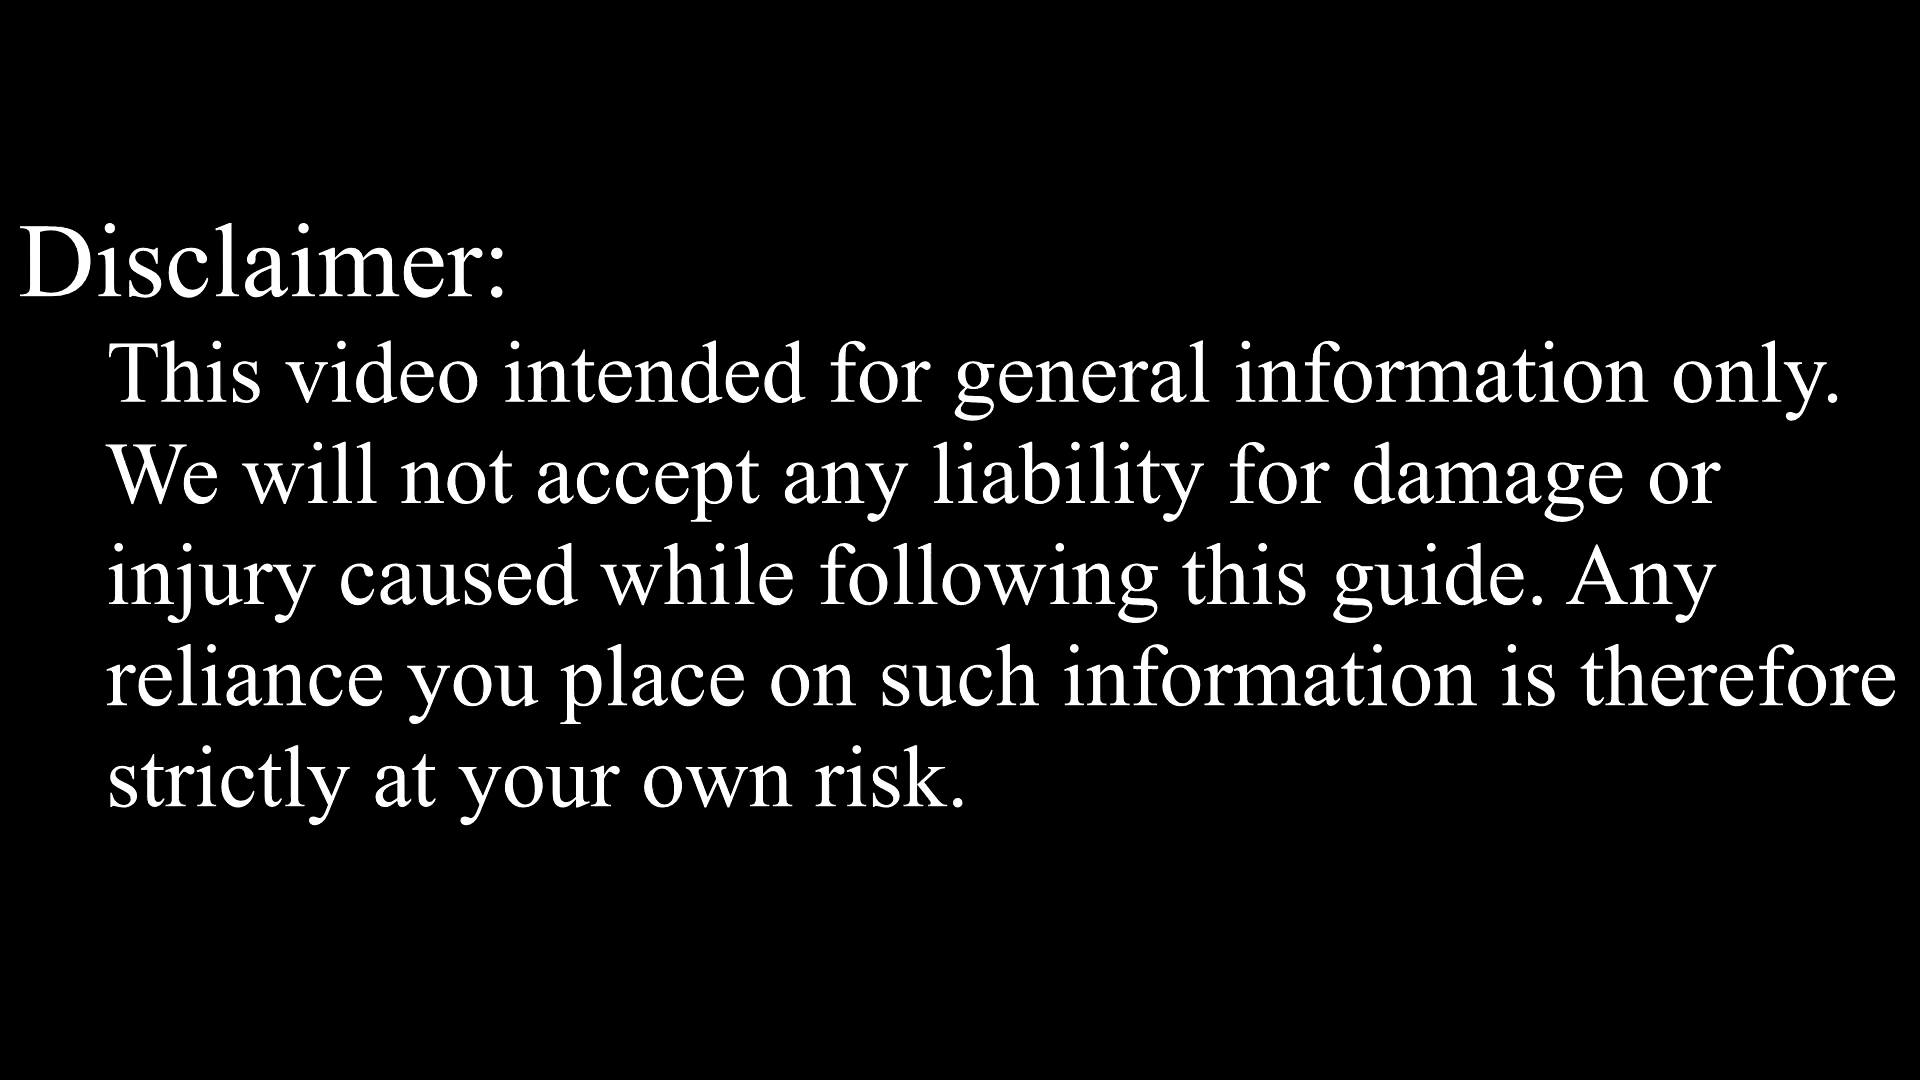 Disclaimer:
This video intended for general information only.
We will not accept any liability for damage or
injury caused while following this guide. Any
reliance you place on such information is therefore
strictly at your own risk.